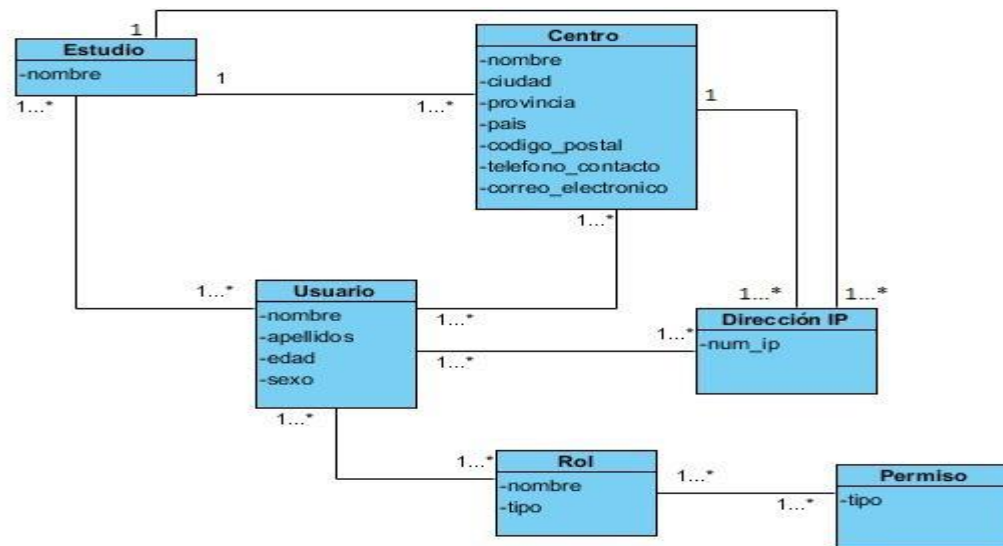 1
1...*
Estudio
-nombre
1...*
1
1...*
Centro
-nombre
-ciudad
-provincia
-pais
-codigo_postal
-telefono_contacto
-correo_electronico
1
1...*
1...*
Usuario
-nombre
-apellidos
-edad
-sexo
1...*
1...*
1...*
1...*
1...*
Dirección IP
-num_ip
1...*
1...*
Rol
-nombre
-tipo
1...*
1...*
Permiso
-tipo